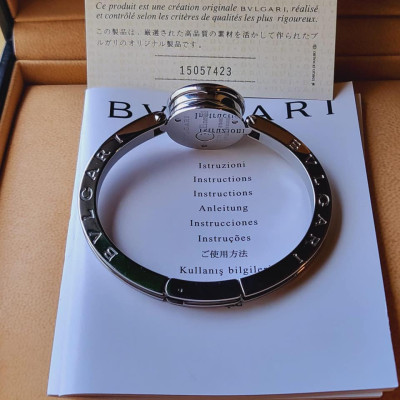 Ce produit est une création originale BVLGARI, réalisé
et contrôlé selon les critères de qualités les plus rigoureux.
この製品は、厳選された高品質の素材を活かして作られたブ
ルガリのオリジナル製品です。
15057423
BVLGARI
BVLGARI
BVLGARI
Istruzioni
Instructions
Instructions
Anleitung
Instrucciones
Instruções
ご使用方法
Kullanış bilgiler